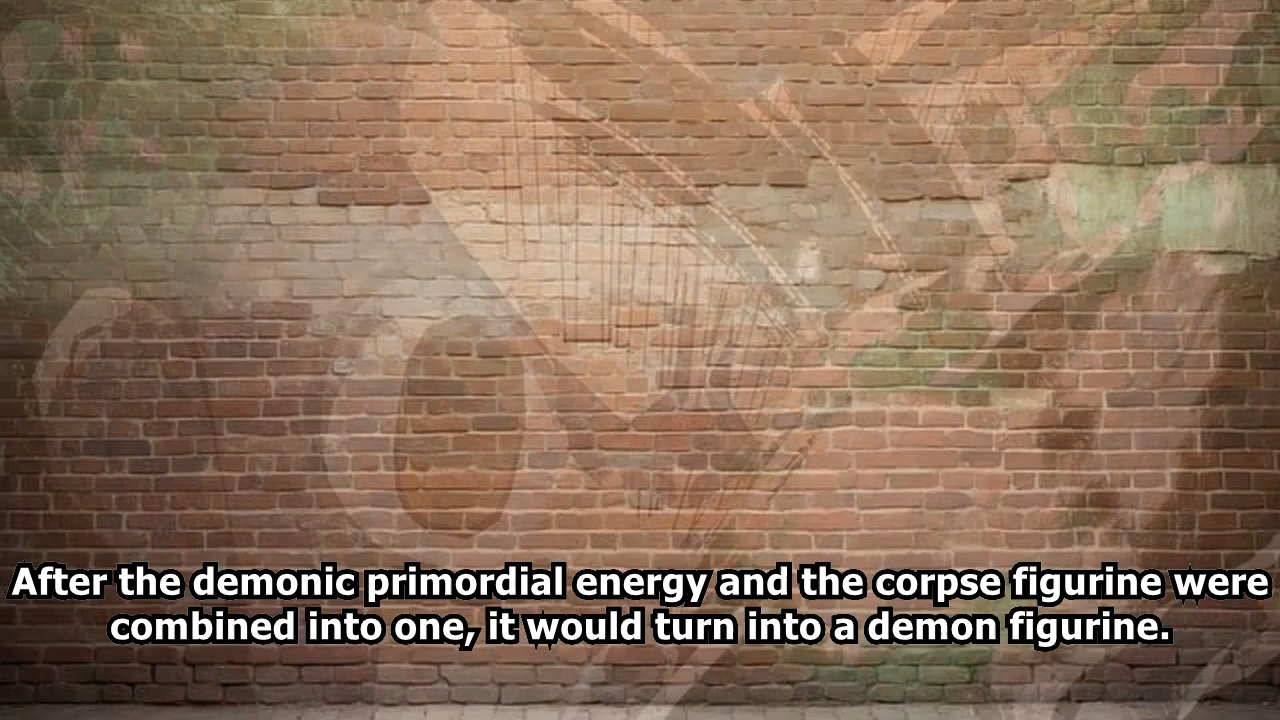 After the demonic primordial energy and the corpse figurine were
combined into one, it would turn into a demon figurine.